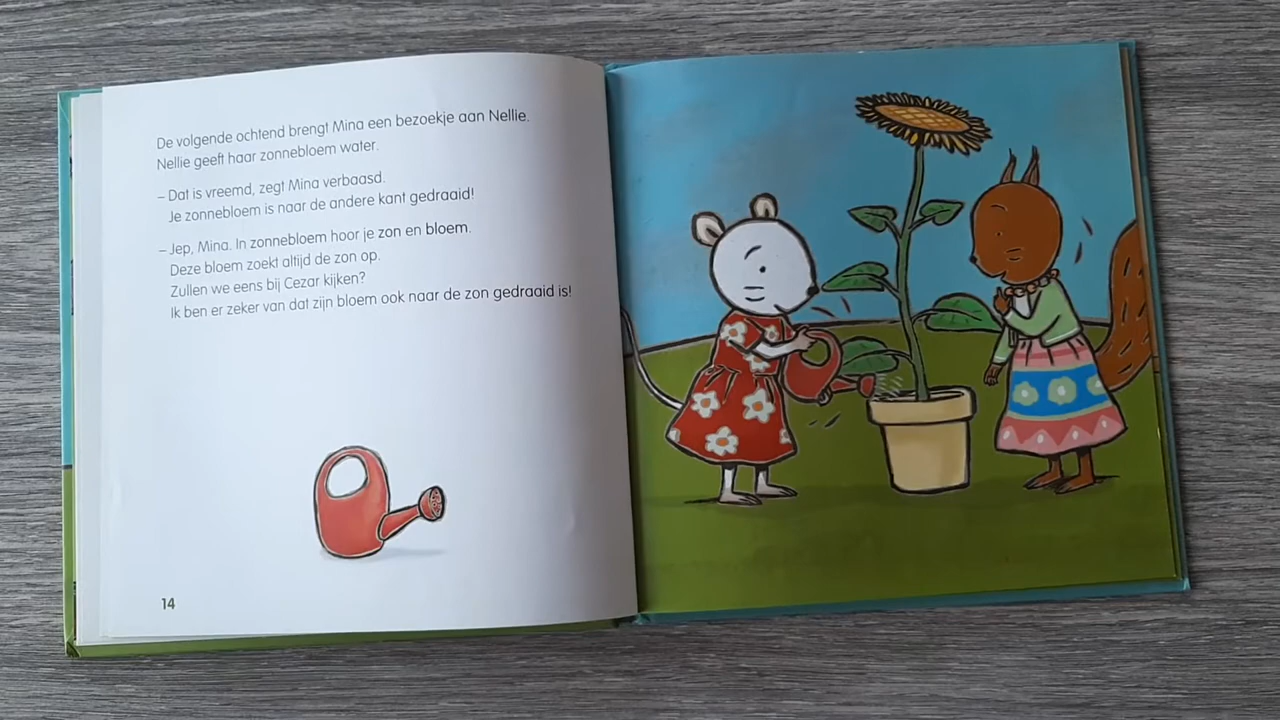 De volgende ochtend brengt Mina een bezoekje aan Nellie.
Nellie geeft haar zonnebloem water.
– Dat is vreemd, zegt Mina verbaasd.
Je zonnebloem is naar de andere kant gedraaid!
– Jep, Mina. In zonnebloem hoor je zon en bloem.
Deze bloem zoekt altijd de zon op.
Zullen we eens bij Cezar kijken?
Ik ben er zeker van dat zijn bloem ook naar de zon gedraaid is!
14